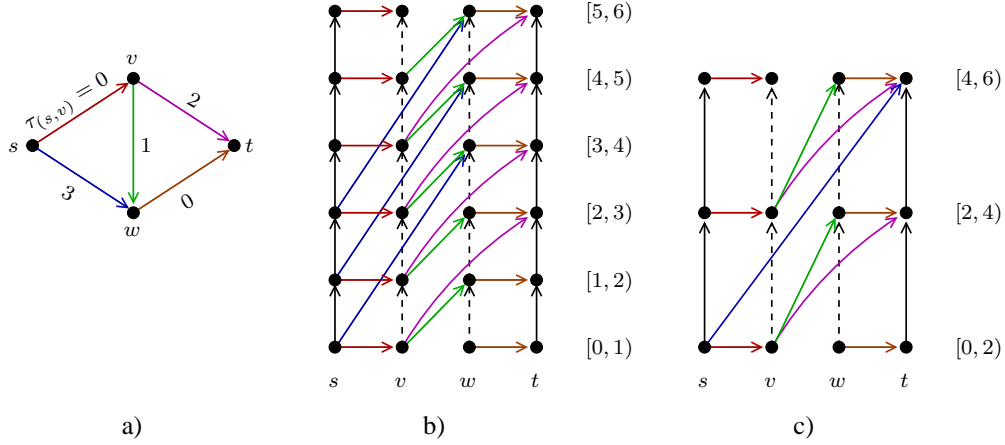 v
τ(s,v) = 0
2
s
1
t
3
0
w
a)
[5, 6)
[4, 5)
[3, 4)
[2, 3)
[1, 2)
[0, 1)
s v w t
b)
[4, 6)
[2, 4)
[0, 2)
s v w t
c)